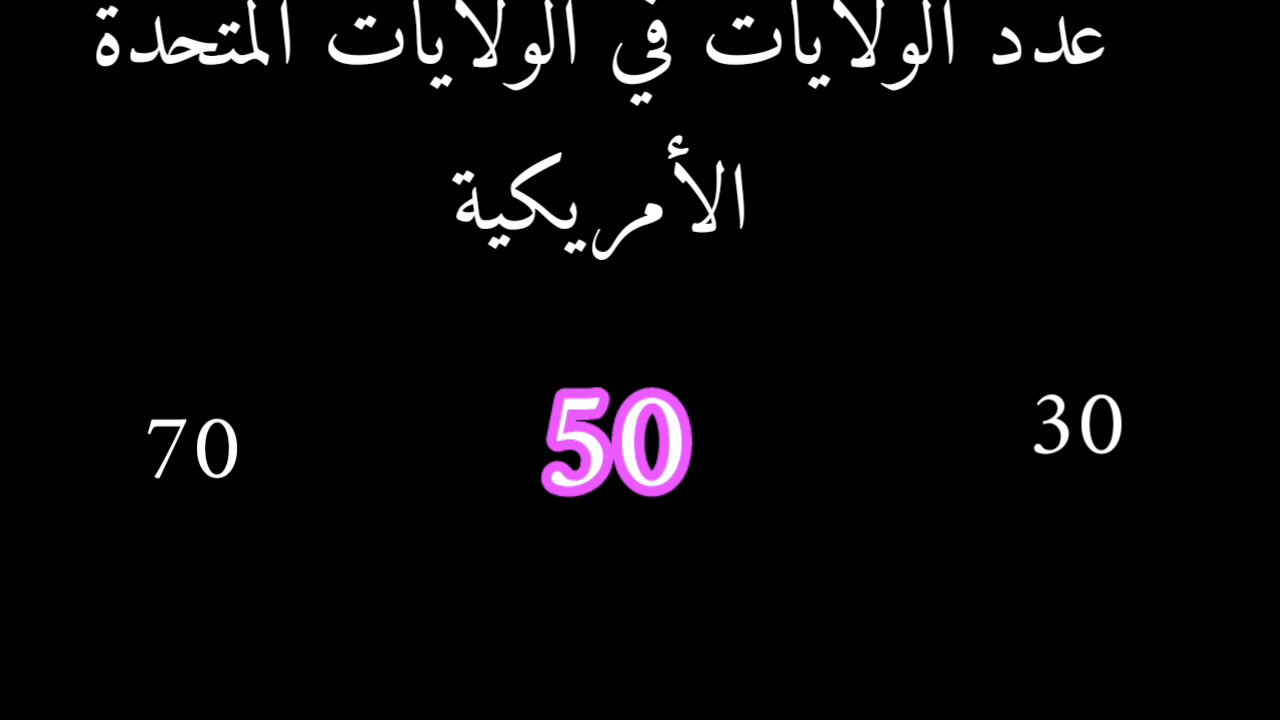 عدد الولايات في الولايات المتحدة
الأمريكية
30
50
70